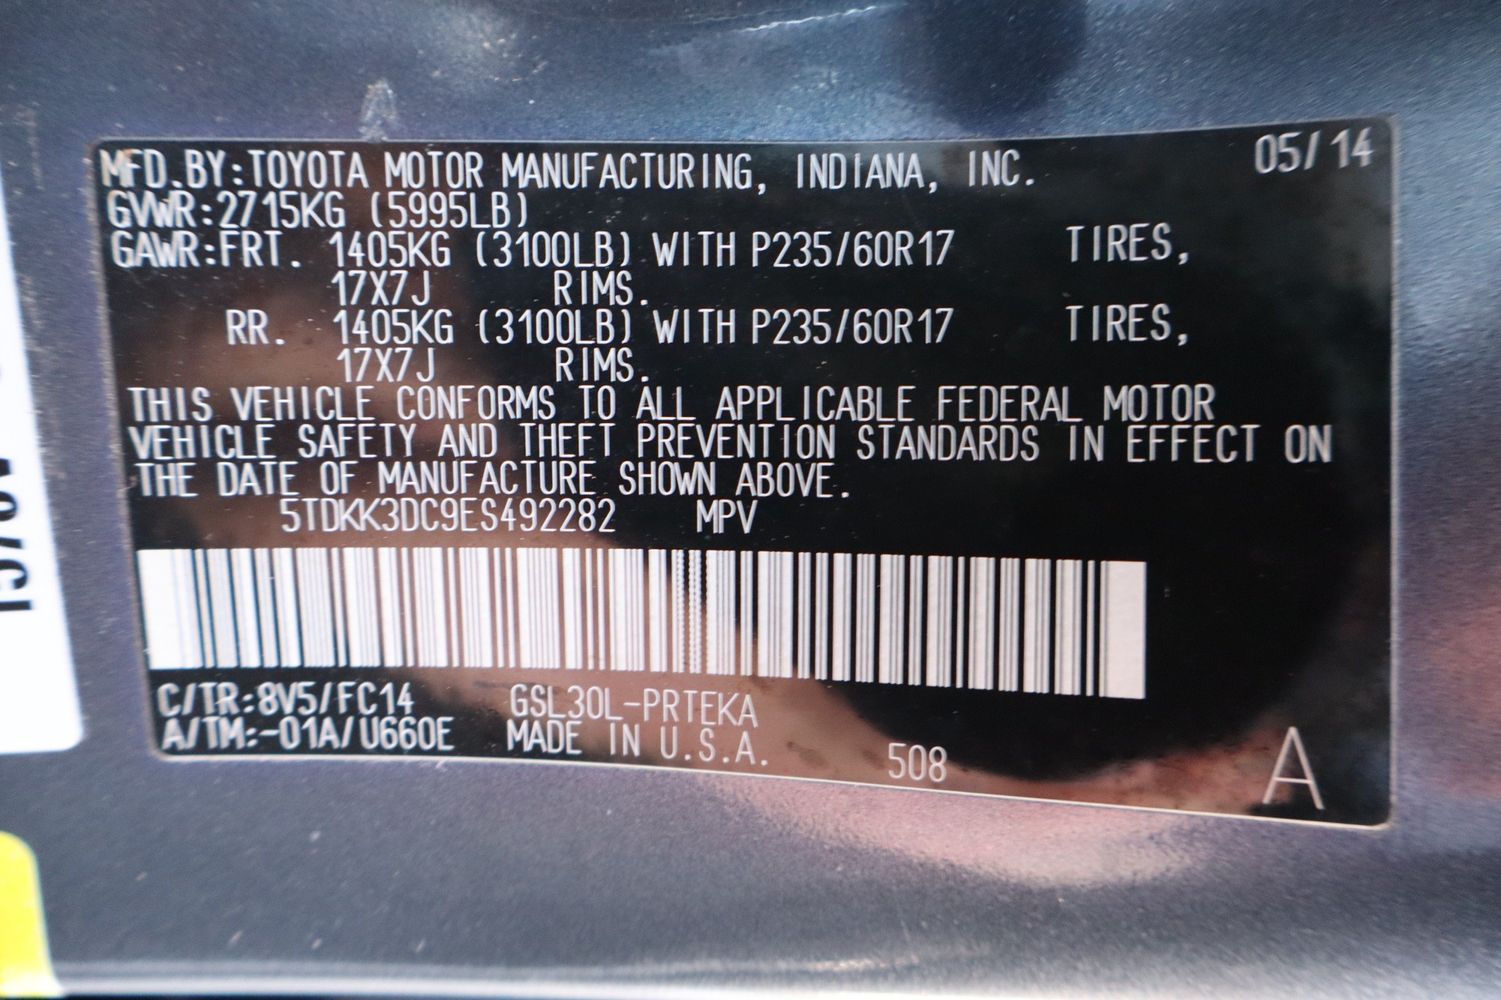 MFD.BY:TOYOTA MOTOR MANUFACTURING, INDIANA, INC. 05/14
GVWR:2715KG (5995LB)
GAWR:FRT. 1405KG (3100LB) WITH P235/60R17 TIRES,
17X7J RIMS.
RR. 1405KG (3100LB) WITH P235/60R17 TIRES,
17X7J RIMS.
THIS VEHICLE CONFORMS TO ALL APPLICABLE FEDERAL MOTOR
VEHICLE SAFETY AND THEFT PREVENTION STANDARDS IN EFFECT ON
THE DATE OF MANUFACTURE SHOWN ABOVE.
5TDKK3DC9ES492282 MPV
C/TR:8V5/FC14 GSL30L-PRTEKA
A/TM:-01A/U660E MADE IN U.S.A. 508 A